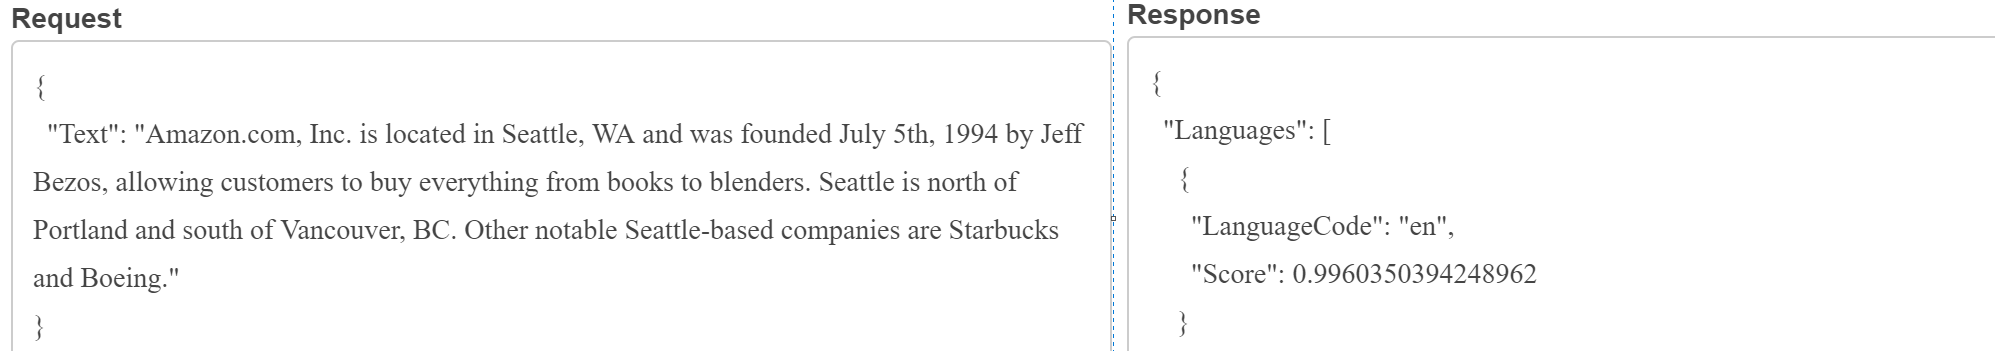 Request
{
"Text": "Amazon.com, Inc. is located in Seattle, WA and was founded July 5th, 1994 by Jeff
Bezos, allowing customers to buy everything from books to blenders. Seattle is north of
Portland and south of Vancouver, BC. Other notable Seattle-based companies are Starbucks
and Boeing."
}
Response
{
"Languages": [
{
"LanguageCode": "en",
"Score": 0.9960350394248962
}